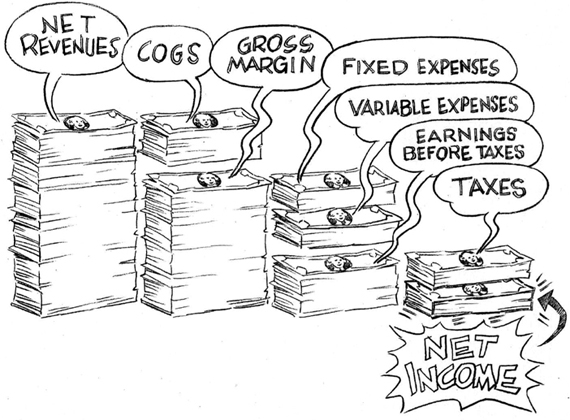 NET
REVENUES
COGS
GROSS
MARGIN
FIXED EXPENSES
VARIABLE EXPENSES
EARNINGS
BEFORE TAXES
TAXES
NET
INCOME